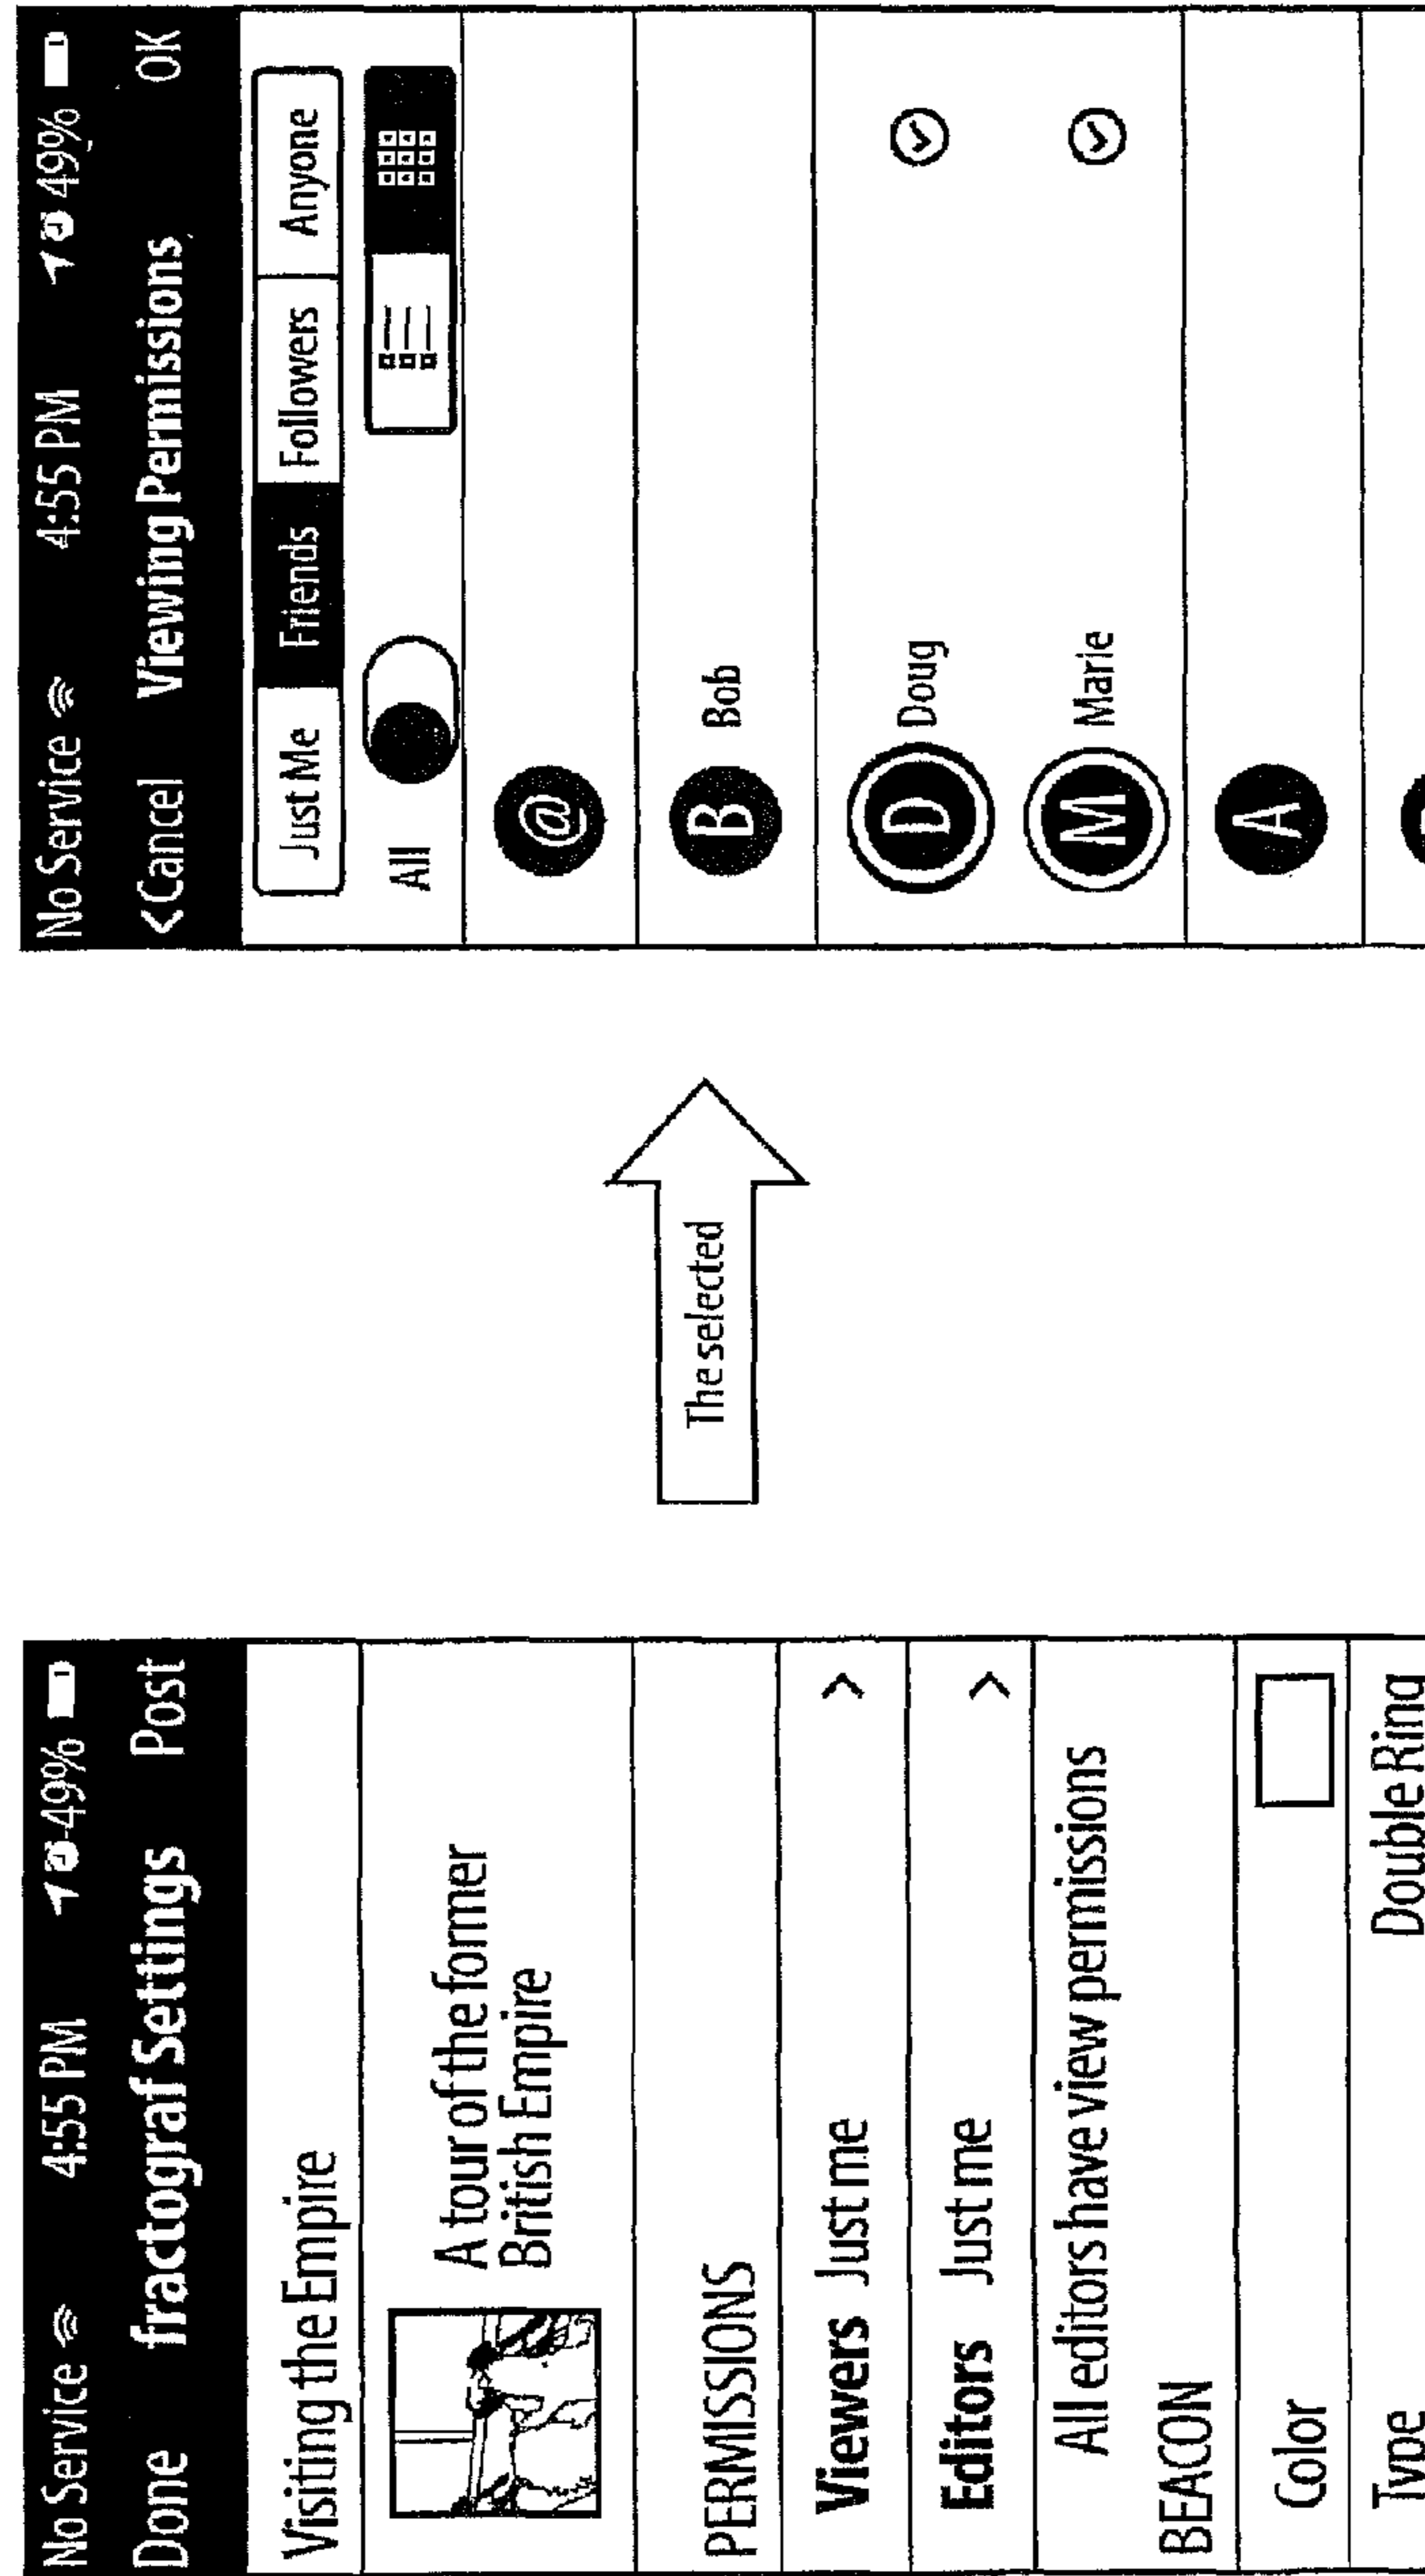 No Service 4:55 PM 49%
Done fractograf Settings Post
Visiting the Empire
A tour of the former
British Empire
PERMISSIONS
Viewers Just me >
Editors Just me >
All editors have view permissions
BEACON
Color
Type Double Ring
The selected
No Service 4:55 PM 49%
<Cancel Viewing Permissions OK
Just Me Friends Followers Anyone
All
@
B Bob
D Doug
M Marie
A